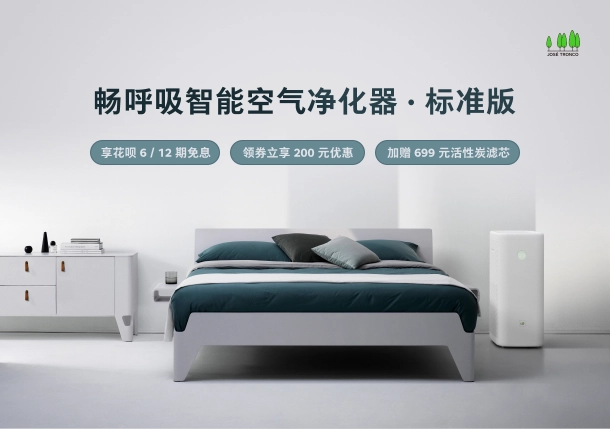 JOSE TRONCO
畅呼吸智能空气净化器·标准版
享花呗 6 / 12 期免息
领券立享 200 元优惠
加赠 699 元活性炭滤芯